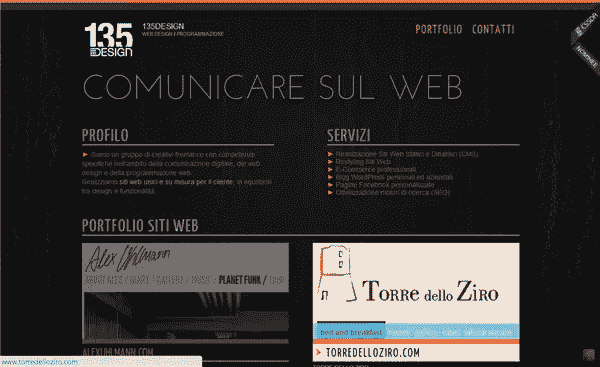 135
DESIGN
135DESIGN
WEB DESIGN E PROGRAMMAZIONE
PORTFOLIO CONTATTI
CSSDA
NOMINEE
COMUNICARE SUL WEB
PROFILO
Siamo un gruppo di creativi freelance con competenze
specifiche nell'ambito della comunicazione digitale, del web
design e della programmazione web.
Realizziamo siti web unici e su misura per il cliente, in equilibrio
tra design e funzionalità.
SERVIZI
Realizzazione Siti Web Statici e Dinamici (CMS)
Restyling Siti Web
E-Commerce professionali
Blog WordPress personali ed aziendali
Pagine Facebook personalizzate
Ottimizzazione motori di ricerca (SEO)
PORTFOLIO SITI WEB
Alex Uhlmann
PLANET FUNK /
ALEXUHLMANN.COM
TORRE DELLO ZIRO
bed and breakfast
TORREDELLOZIRO.COM
TORRE DELLO ZIRO
www.torredelloziro.com